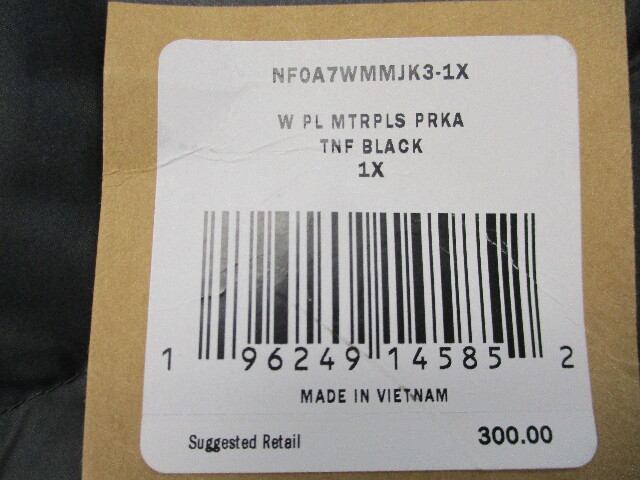 NF0A7WMMJK3-1X
W PL MTRPLS PRKA
TNF BLACK
1X
1 96249 14585 2
MADE IN VIETNAM
Suggested Retail 300.00